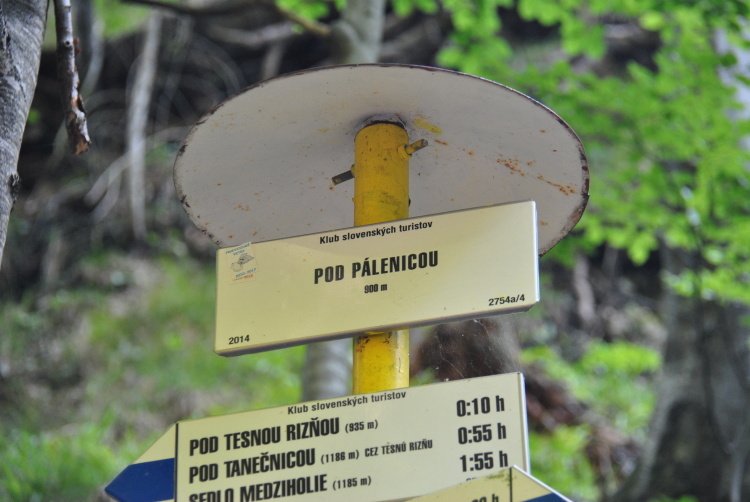 Klub slovenských turistov
POD PÁLENICOU
900 m
2014
2754a/4
Klub slovenských turistov
POD TESNOU RIZŇOU (935 m) 0:10 h
POD TANEČNICOU (1186 m) CEZ TESNÚ RIZŇU 0:55 h
SEDLO MEDZIHOLIE (1185 m) 1:55 h